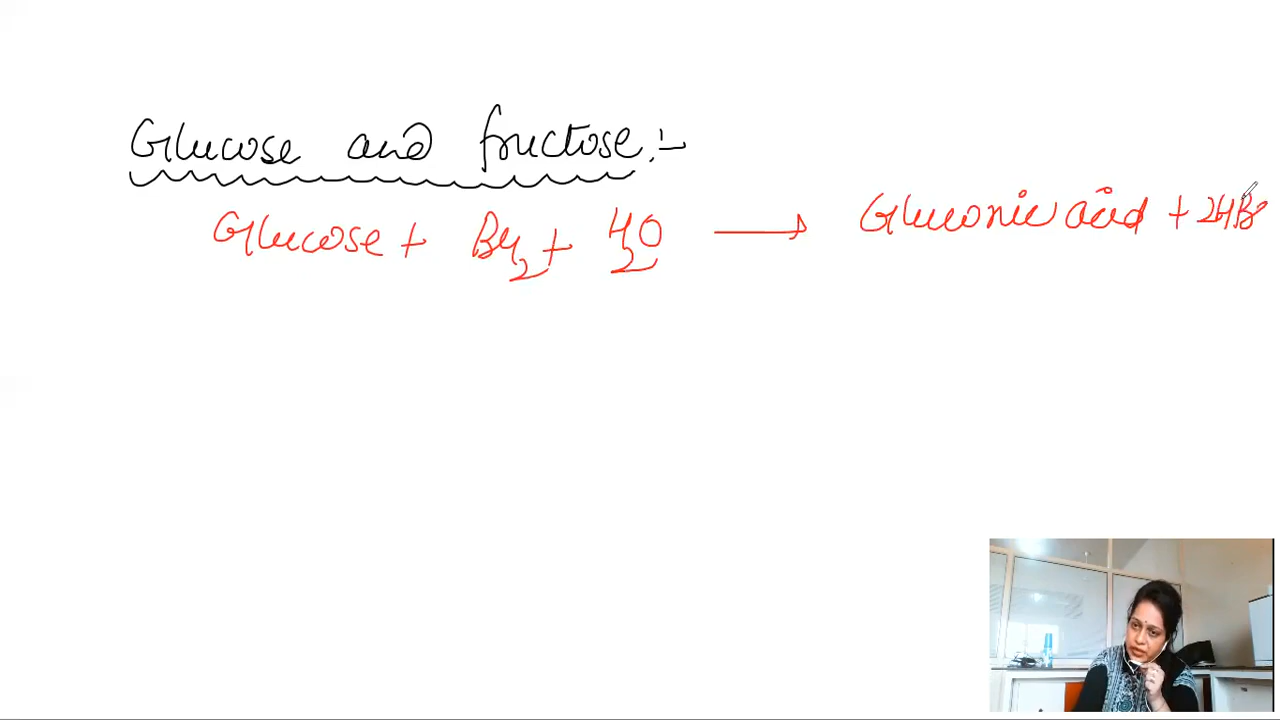 Glucose and fructose :-
Glucose + Br₂ + H₂O ⟶ Gluconic acid + 2HBr